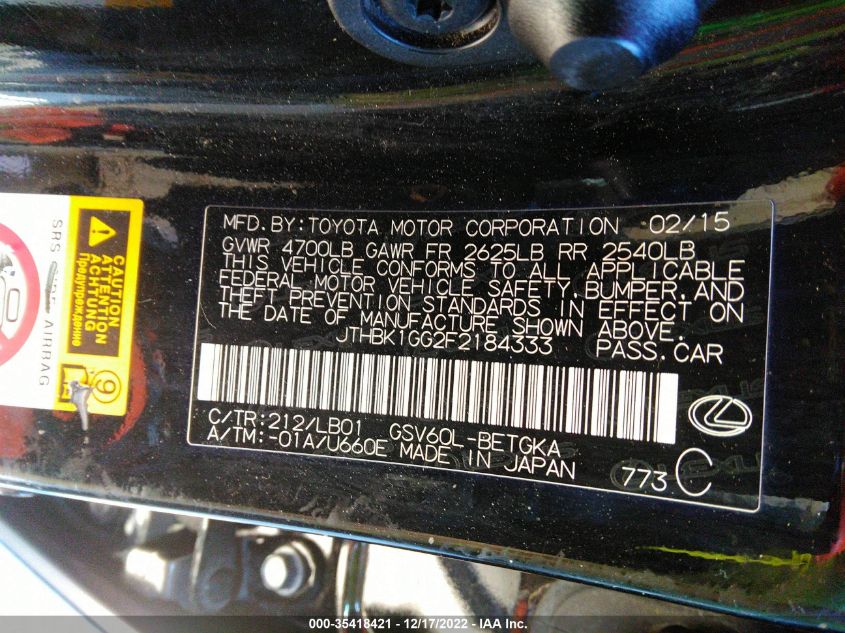 MFD.BY:TOYOTA MOTOR CORPORATION 02/15
GVWR 4700LB GAWR FR 2625LB RR 2540LB
THIS VEHICLE CONFORMS TO ALL APPLICABLE
FEDERAL MOTOR VEHICLE SAFETY,BUMPER,AND
THEFT PREVENTION STANDARDS IN EFFECT ON
THE DATE OF MANUFACTURE SHOWN ABOVE.
JTHBK1GG2F2184333 PASS.CAR
C/TR:212/LB01 GSV60L-BETGKA
A/TM:-01A/U660E MADE IN JAPAN
773 C
CAUTION
ATTENTION
ACHTUNG
Предупреждение
SRS
AIRBAG
000-35418421 - 12/17/2022 - IAA Inc.